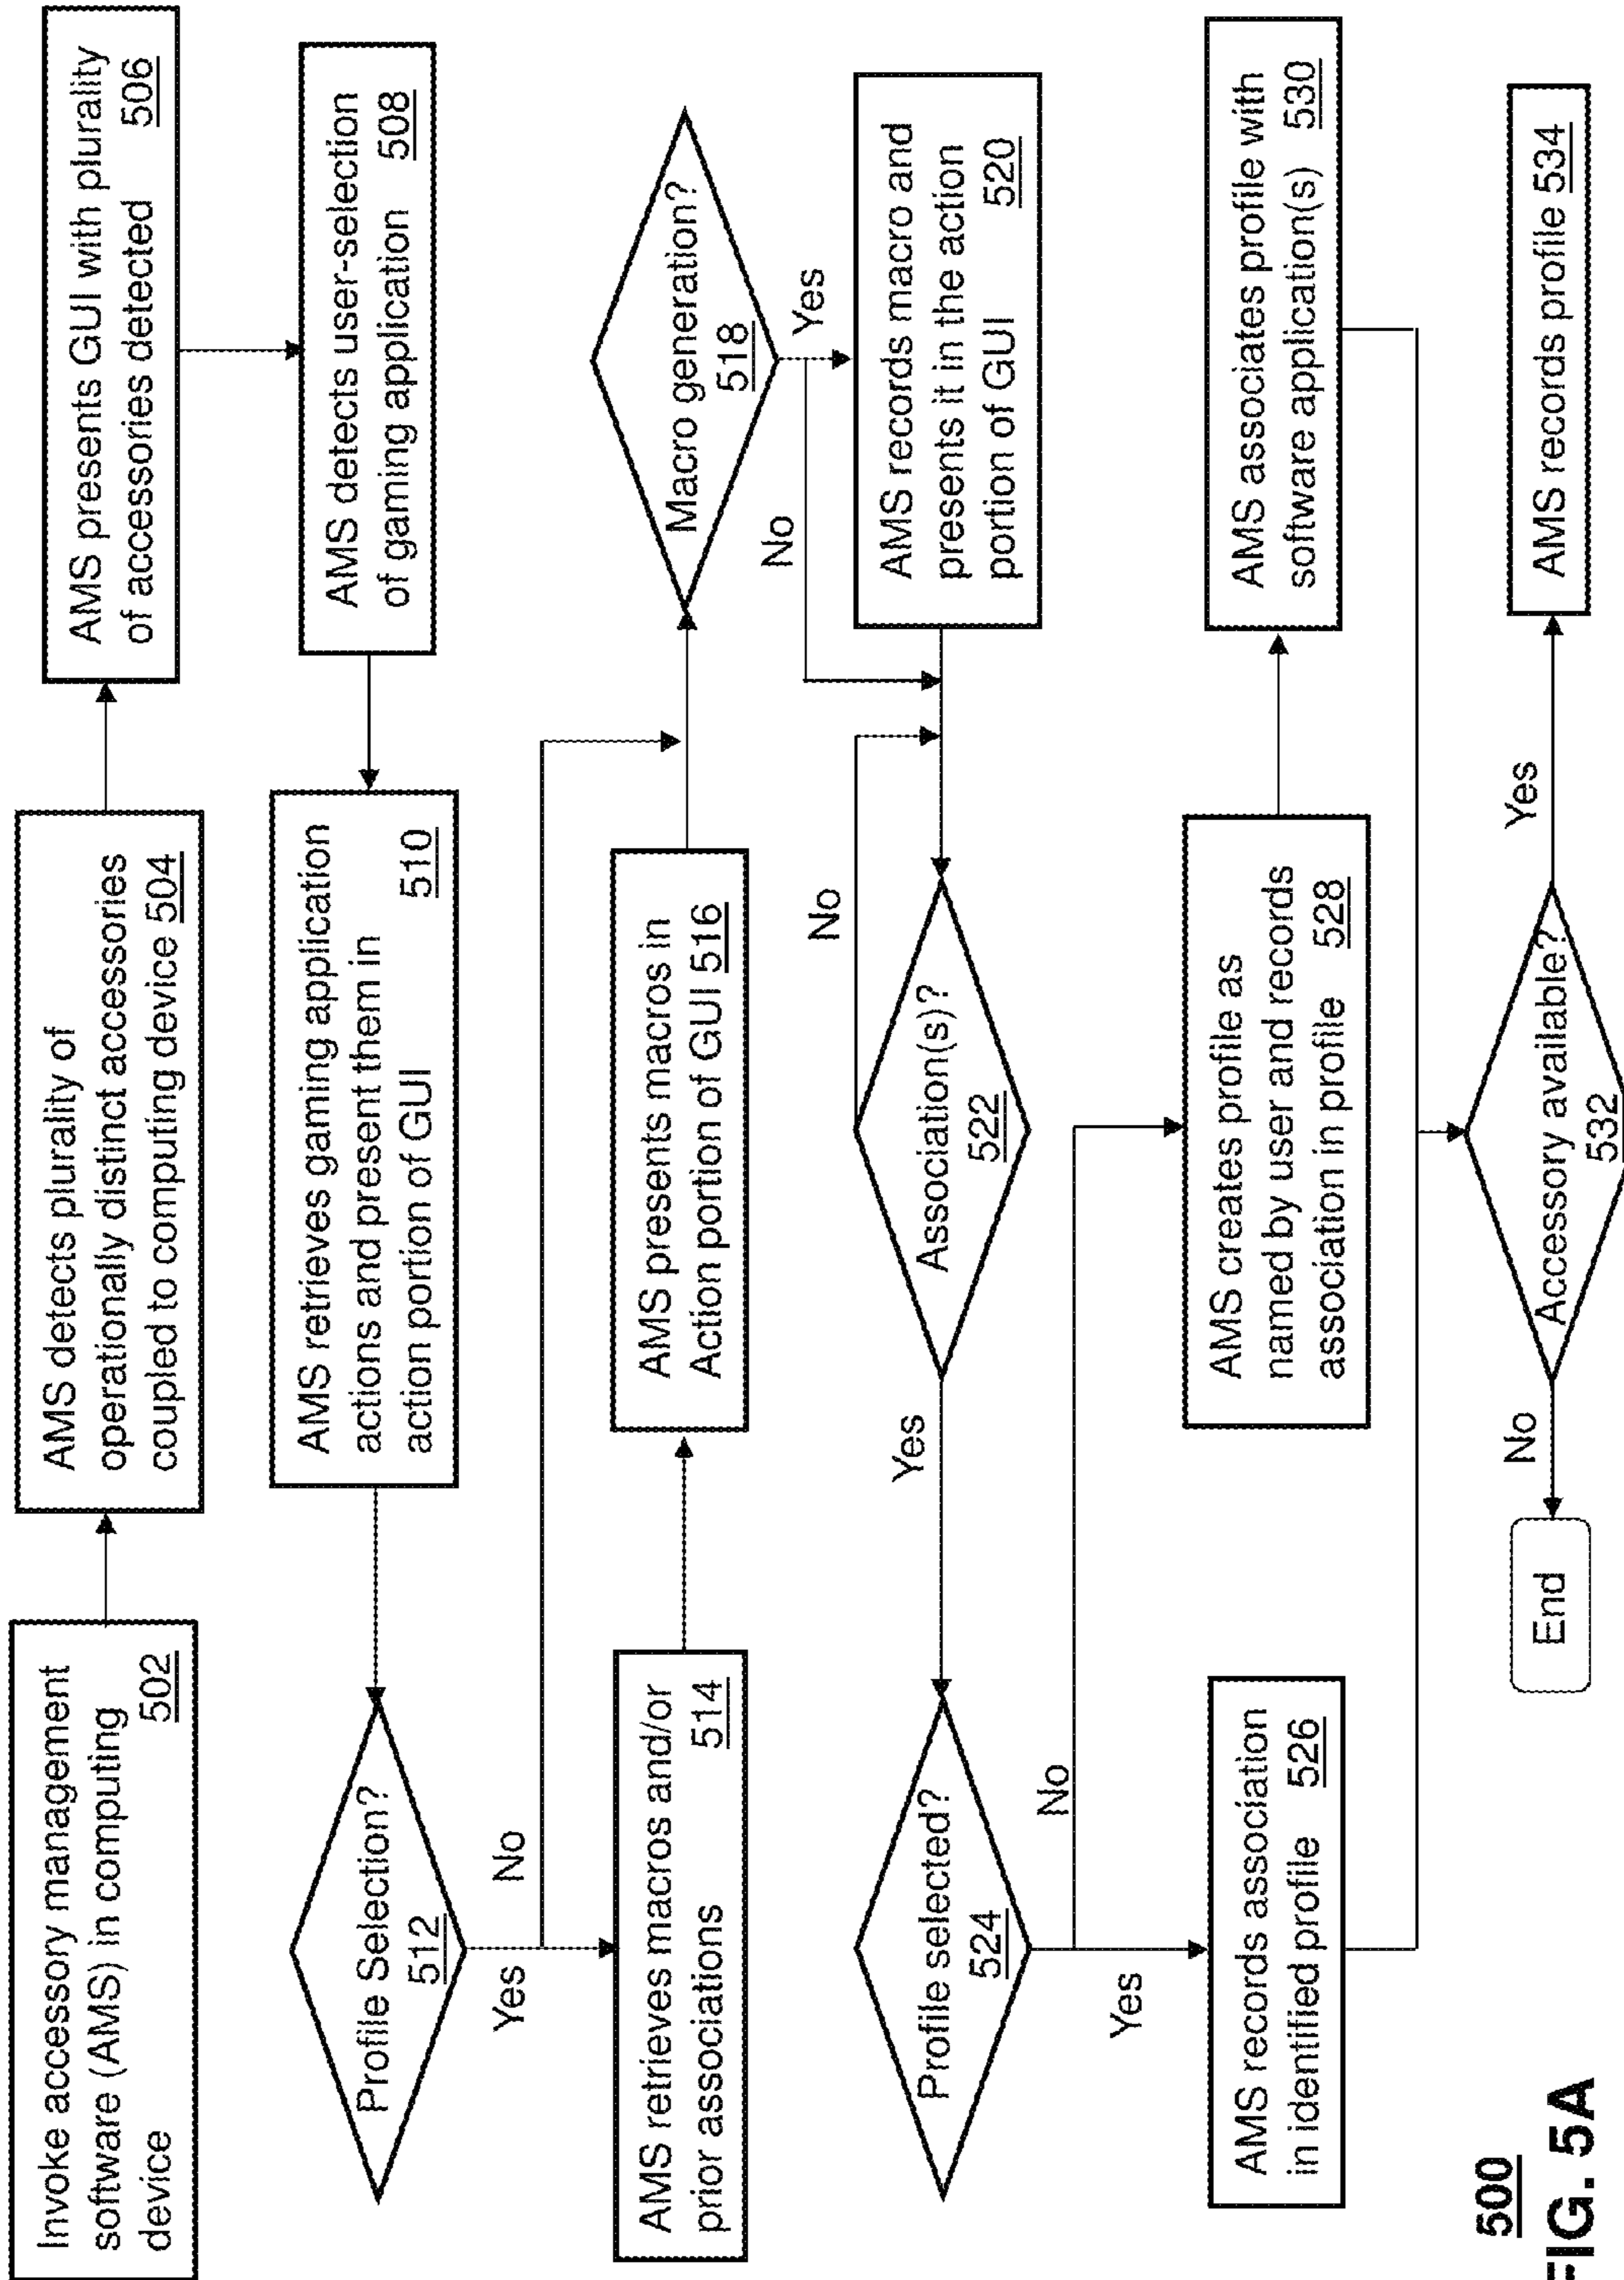 Invoke accessory management
software (AMS) in computing
device 502
AMS detects plurality of
operationally distinct accessories
coupled to computing device 504
AMS presents GUI with plurality
of accessories detected 506
AMS detects user-selection
of gaming application 508
AMS retrieves gaming application
actions and present them in
action portion of GUI 510
Profile Selection?
512
No
Yes
AMS retrieves macros and/or
prior associations 514
AMS presents macros in
Action portion of GUI 516
Macro generation?
518
No
Yes
AMS records macro and
presents it in the action
portion of GUI 520
No
Association(s)?
522
Yes
Profile selected?
524
No
Yes
AMS records association
in identified profile 526
AMS creates profile as
named by user and records
association in profile 528
AMS associates profile with
software application(s) 530
Accessory available?
532
No
End
Yes
AMS records profile 534
500
FIG. 5A